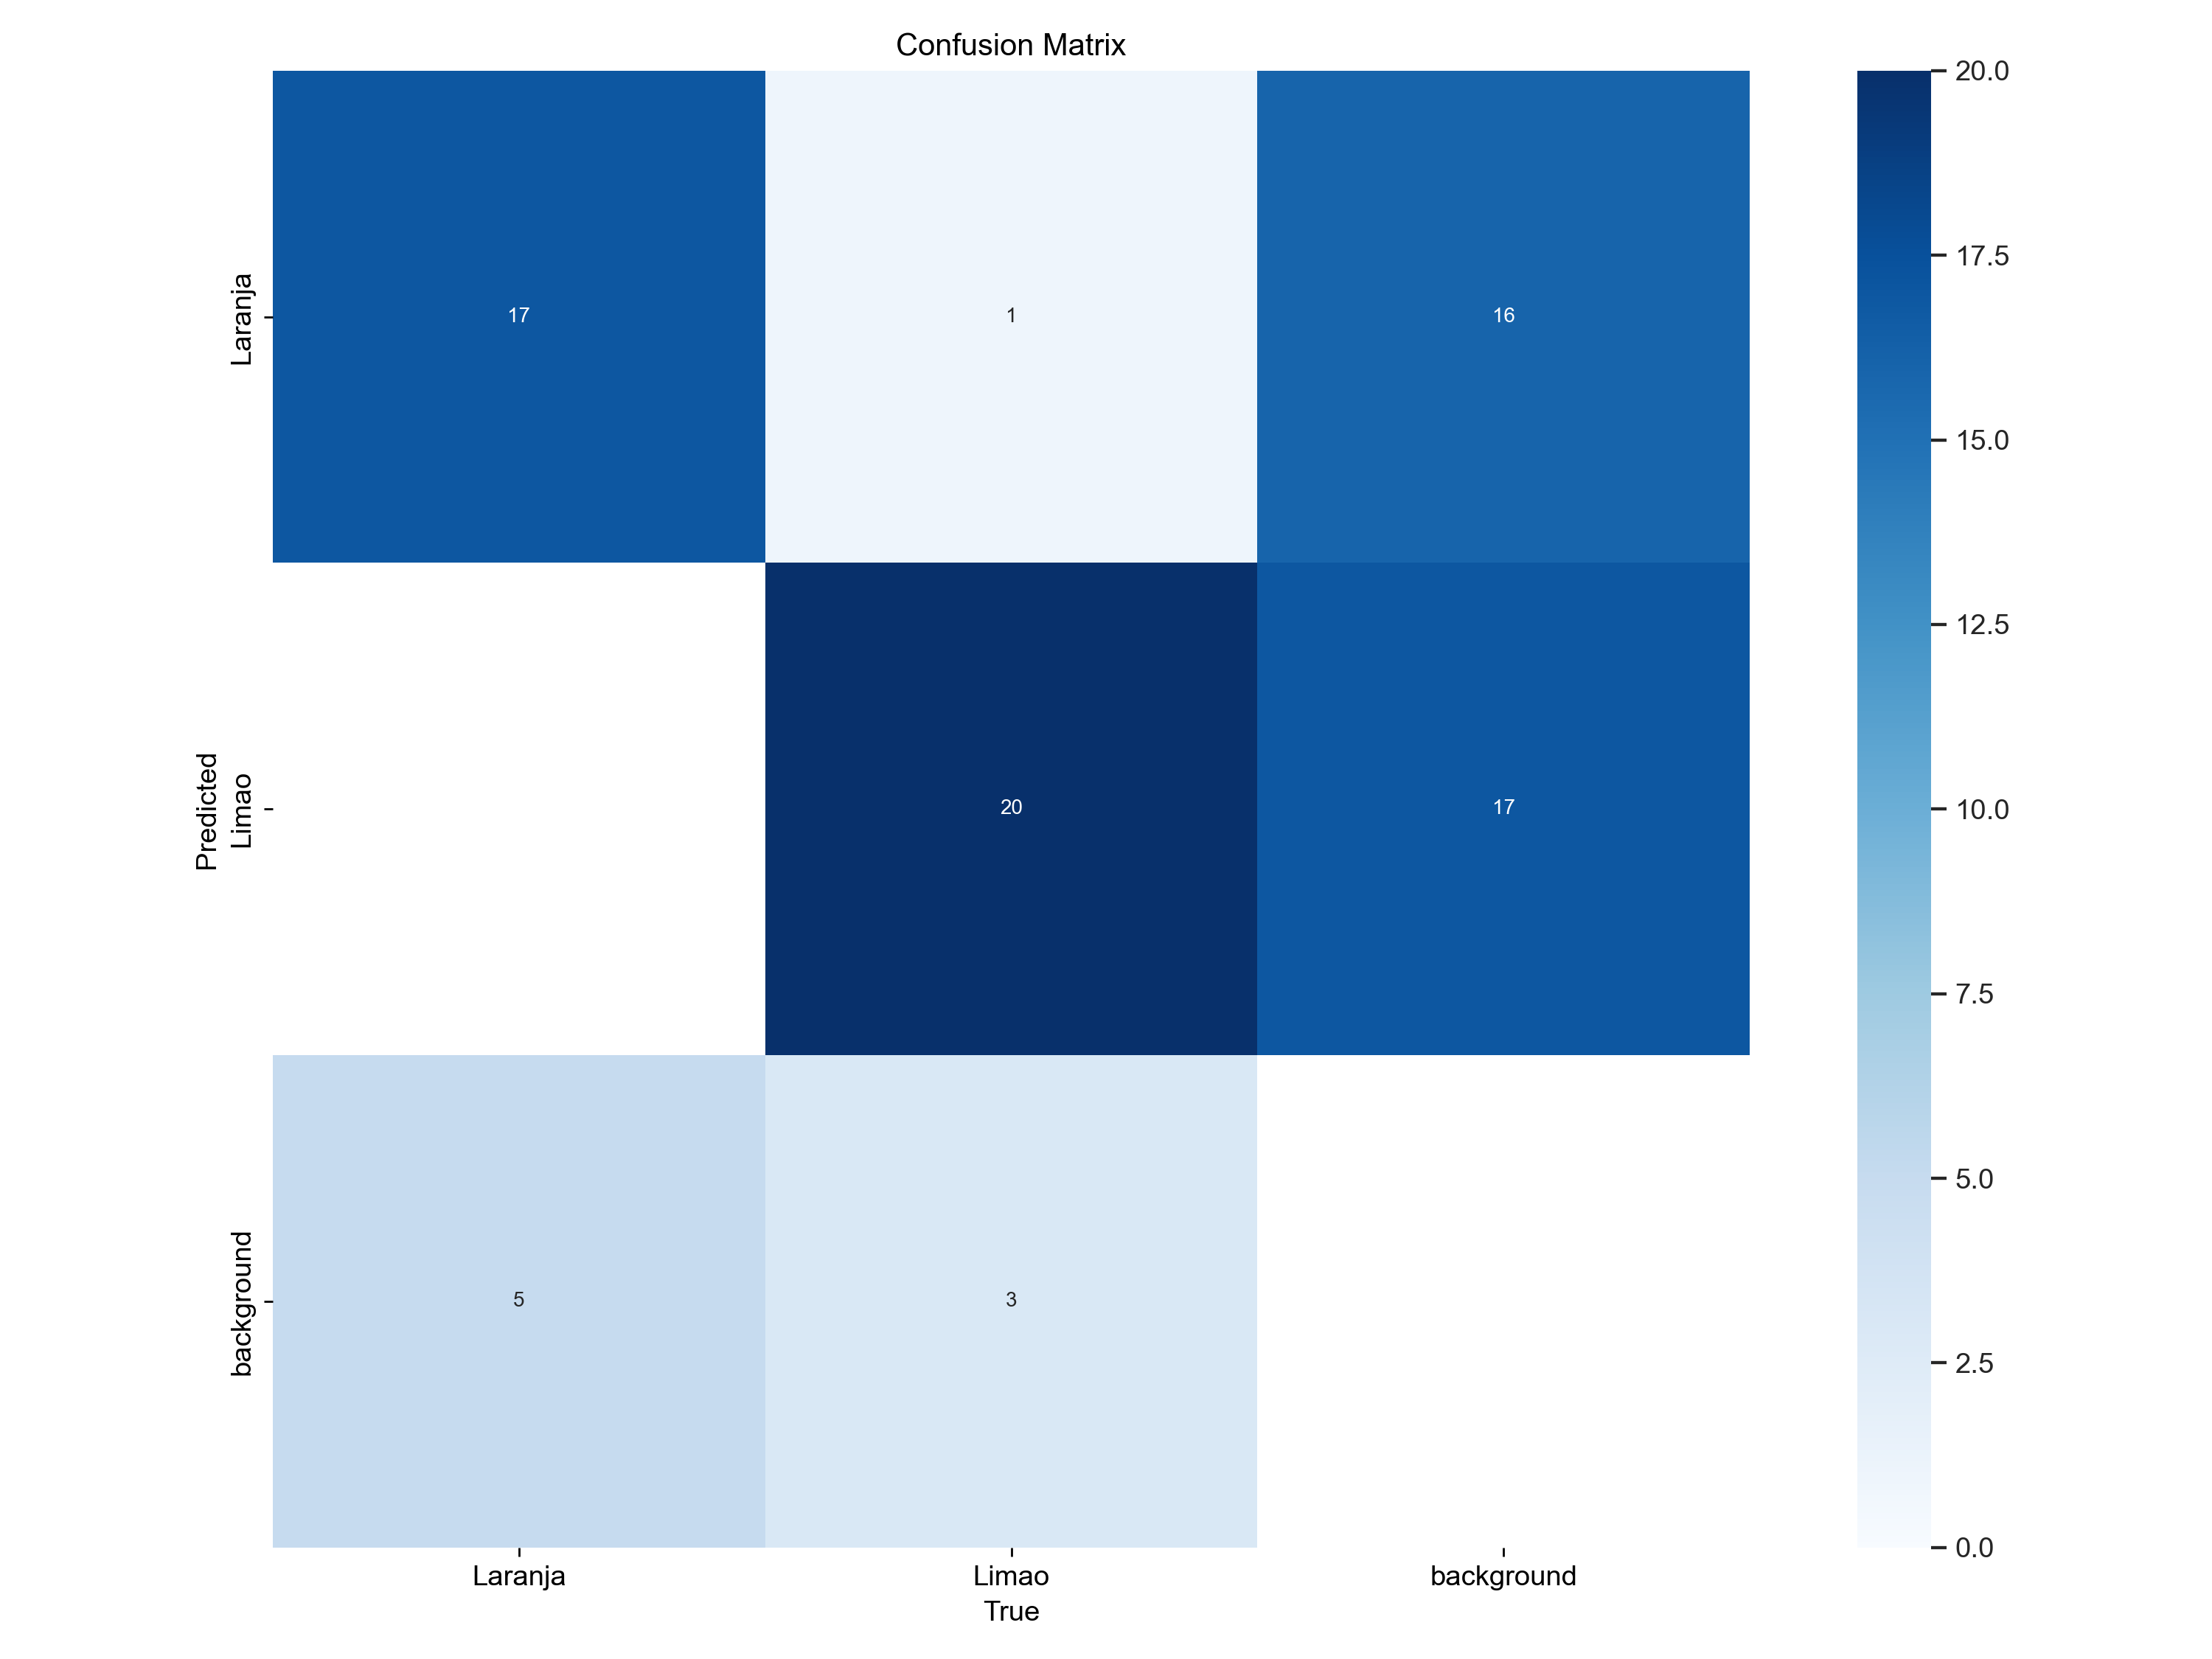 Confusion Matrix
Predicted
Laranja
17
1
16
Limao
20
17
background
5
3
Laranja
Limao
background
True
20.0
17.5
15.0
12.5
10.0
7.5
5.0
2.5
0.0